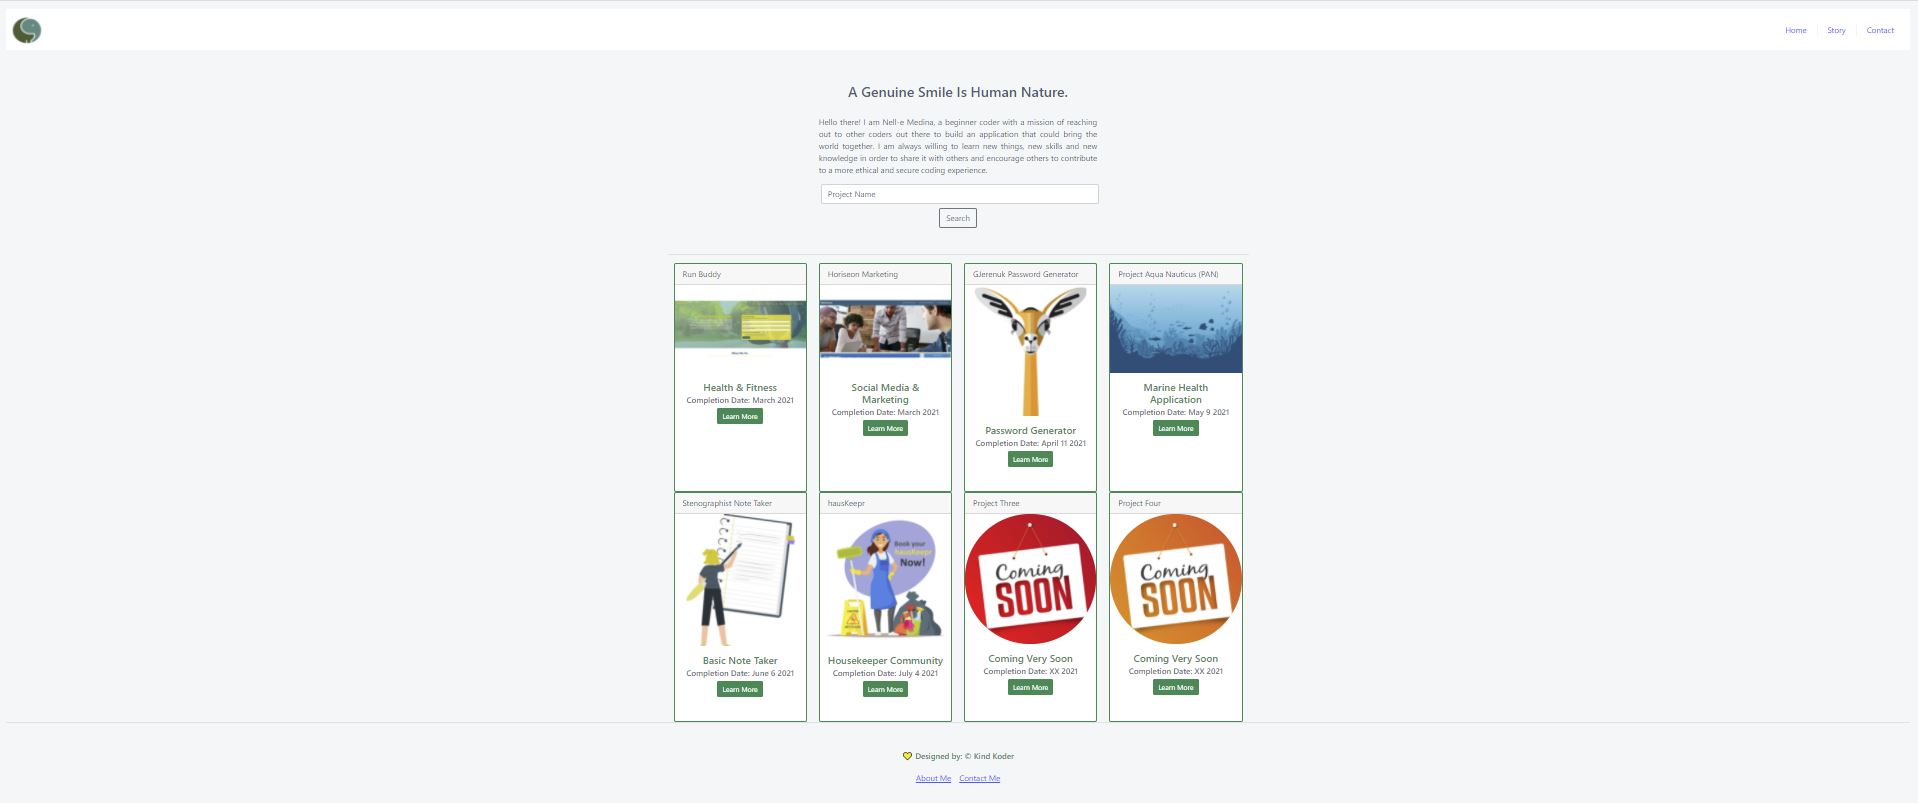 Home Story Contact
A Genuine Smile Is Human Nature.
Hello there! I am Nell-e Medina, a beginner coder with a mission of reaching
out to other coders out there to build an application that could bring the
world together. I am always willing to learn new things, new skills and new
knowledge in order to share it with others and encourage others to contribute
to a more ethical and secure coding experience.
Project Name
Search
Run Buddy
Health & Fitness
Completion Date: March 2021
Learn More
Horiseon Marketing
Social Media &
Marketing
Completion Date: March 2021
Learn More
GJerenuk Password Generator
Password Generator
Completion Date: April 11 2021
Learn More
Project Aqua Nauticus (PAN)
Marine Health
Application
Completion Date: May 9 2021
Learn More
Stenographist Note Taker
Basic Note Taker
Completion Date: June 6 2021
Learn More
hausKeepr
Book your
hausKeepr
Now!
Housekeeper Community
Completion Date: July 4 2021
Learn More
Project Three
Coming
SOON
Coming Very Soon
Completion Date: XX 2021
Learn More
Project Four
Coming
SOON
Coming Very Soon
Completion Date: XX 2021
Learn More
💛 Designed by: © Kind Koder
About Me Contact Me